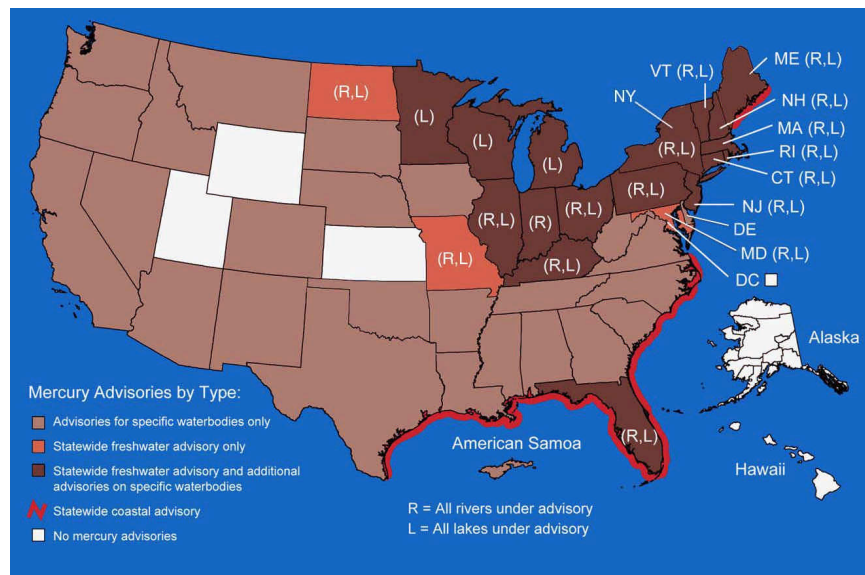 (R,L)
(L)
(L)
(L)
VT (R,L)
ME (R,L)
NY
NH (R,L)
MA (R,L)
(R,L)
RI (R,L)
CT (R,L)
(R,L)
(R,L)
(R)
(R,L)
NJ (R,L)
DE
(R,L)
(R,L)
MD (R,L)
DC
Alaska
Mercury Advisories by Type:
Advisories for specific waterbodies only
Statewide freshwater advisory only
Statewide freshwater advisory and additional
advisories on specific waterbodies
Statewide coastal advisory
No mercury advisories
American Samoa
(R,L)
Hawaii
R = All rivers under advisory
L = All lakes under advisory